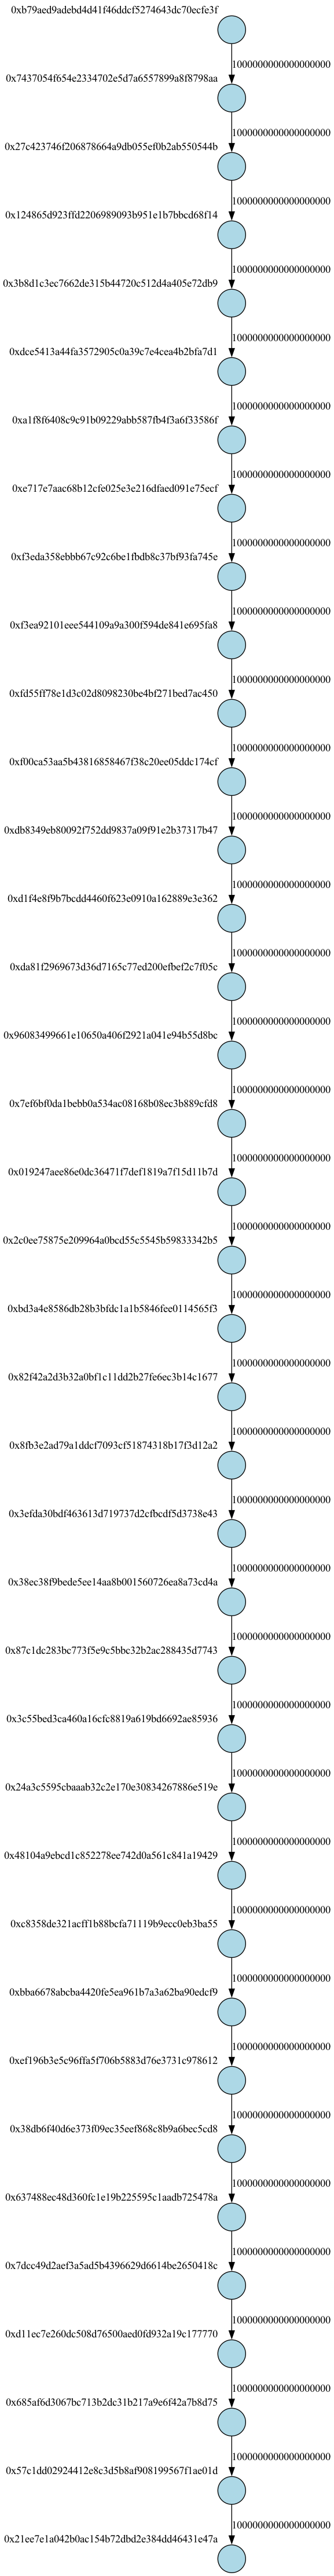 0xb79aed9adebd4d41f46ddcf5274643dc70ecfe3f
1000000000000000000
0x7437054f654e2334702e5d7a6557899a8f8798aa
1000000000000000000
0x27c423746f206878664a9db055ef0b2ab550544b
1000000000000000000
0x124865d923ffd2206989093b951e1b7bbcd68f14
1000000000000000000
0x3b8d1c3ec7662de315b44720c512d4a405e72db9
1000000000000000000
0xdce5413a44fa3572905c0a39c7e4cea4b2bfa7d1
1000000000000000000
0xa1f8f6408c9c91b09229abb587fb4f3a6f33586f
1000000000000000000
0xe717e7aac68b12cfe025e3e216dfaed091e75ecf
1000000000000000000
0xf3eda358ebbb67c92c6be1fbdb8c37bf93fa745e
1000000000000000000
0xf3ea92101eee544109a9a300f594de841e695fa8
1000000000000000000
0xfd55ff78e1d3c02d8098230be4bf271bed7ac450
1000000000000000000
0xf00ca53aa5b43816858467f38c20ee05ddc174cf
1000000000000000000
0xdb8349eb80092f752dd9837a09f91e2b37317b47
1000000000000000000
0xd1f4e8f9b7bcdd4460f623e0910a162889e3e362
1000000000000000000
0xda81f2969673d36d7165c77ed200efbef2c7f05c
1000000000000000000
0x96083499661e10650a406f2921a041e94b55d8bc
1000000000000000000
0x7ef6bf0da1bebb0a534ac08168b08ec3b889cfd8
1000000000000000000
0x019247aee86e0dc36471f7def1819a7f15d11b7d
1000000000000000000
0x2c0ee75875e209964a0bcd55c5545b59833342b5
1000000000000000000
0xbd3a4e8586db28b3bfdc1a1b5846fee0114565f3
1000000000000000000
0x82f42a2d3b32a0bf1c11dd2b27fe6ec3b14c1677
1000000000000000000
0x8fb3e2ad79a1ddcf7093cf51874318b17f3d12a2
1000000000000000000
0x3efda30bdf463613d719737d2cfbcdf5d3738e43
1000000000000000000
0x38ec38f9bede5ee14aa8b001560726ea8a73cd4a
1000000000000000000
0x87c1dc283bc773f5e9c5bbc32b2ac288435d7743
1000000000000000000
0x3c55bed3ca460a16cfc8819a619bd6692ae85936
1000000000000000000
0x24a3c5595cbaaab32c2e170e30834267886e519e
1000000000000000000
0x48104a9ebcd1c852278ee742d0a561c841a19429
1000000000000000000
0xc8358de321acff1b88bcfa71119b9ecc0eb3ba55
1000000000000000000
0xbba6678abcba4420fe5ea961b7a3a62ba90edcf9
1000000000000000000
0xef196b3e5c96ffa5f706b5883d76e3731c978612
1000000000000000000
0x38db6f40d6e373f09ec35eef868c8b9a6bec5cd8
1000000000000000000
0x637488ec48d360fc1e19b225595c1aadb725478a
1000000000000000000
0x7dcc49d2aef3a5ad5b4396629d6614be2650418c
1000000000000000000
0xd11ec7e260dc508d76500aed0fd932a19c177770
1000000000000000000
0x685af6d3067bc713b2dc31b217a9e6f42a7b8d75
1000000000000000000
0x57c1dd02924412e8c3d5b8af908199567f1ae01d
1000000000000000000
0x21ee7e1a042b0ac154b72dbd2e384dd46431e47a